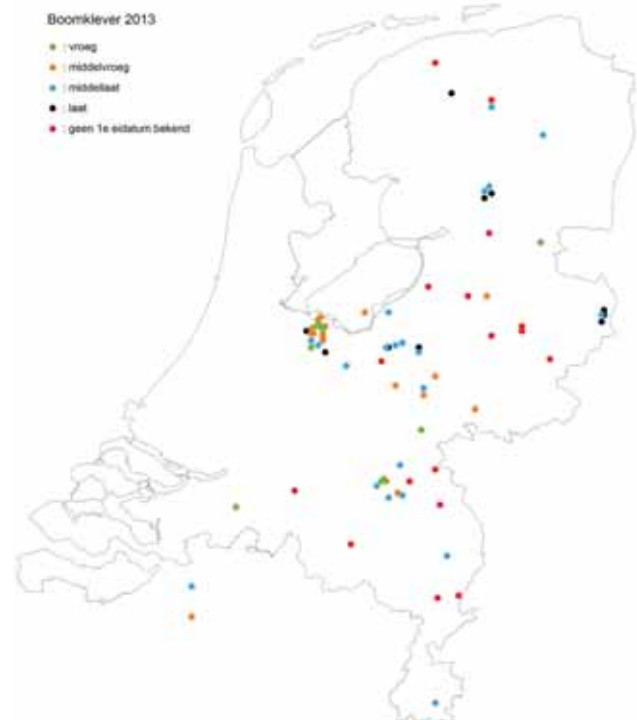 Boomklever 2013
: vroeg
: middelvroeg
: middellaat
: laat
: geen 1e eidatum bekend